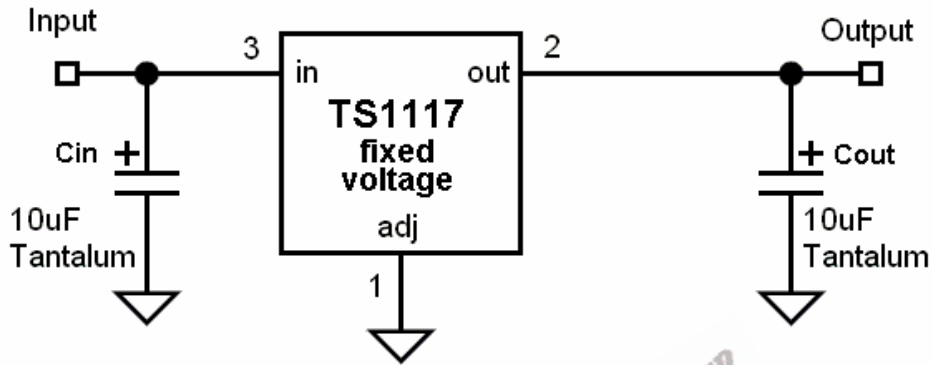 Input
3
2
Output
in
out
TS1117
fixed
voltage
adj
Cin +
10uF
Tantalum
+ Cout
10uF
Tantalum
1